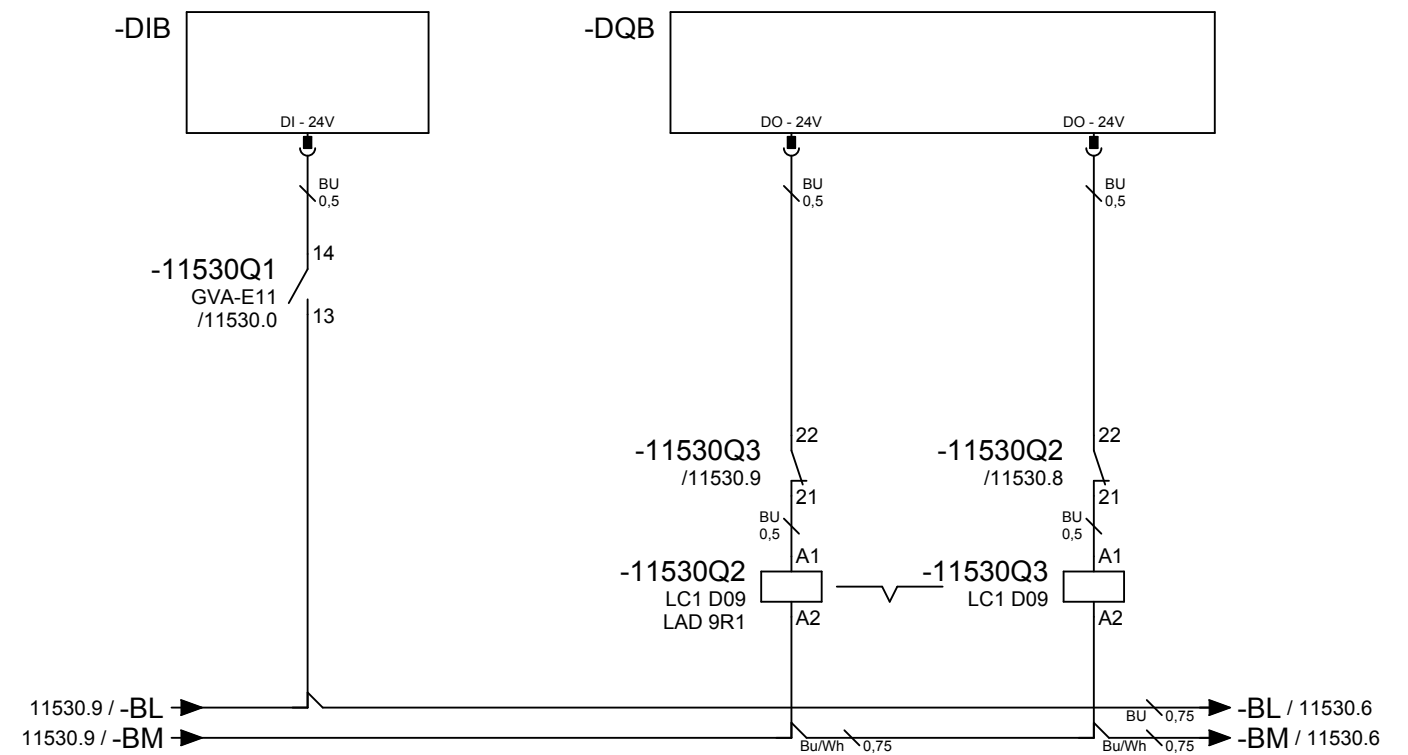 -DIB
DI - 24V
BU
0,5
14
-11530Q1
GVA-E11
/11530.0
13
-DQB
DO - 24V
DO - 24V
BU
0,5
BU
0,5
-11530Q3
/11530.9
22
21
BU
0,5
-11530Q2
/11530.8
22
21
BU
0,5
-11530Q2
LC1 D09
LAD 9R1
A1
A2
-11530Q3
LC1 D09
A1
A2
11530.9 / -BL
BU 0,75
-BL / 11530.6
11530.9 / -BM
Bu/Wh 0,75
Bu/Wh 0,75
-BM / 11530.6